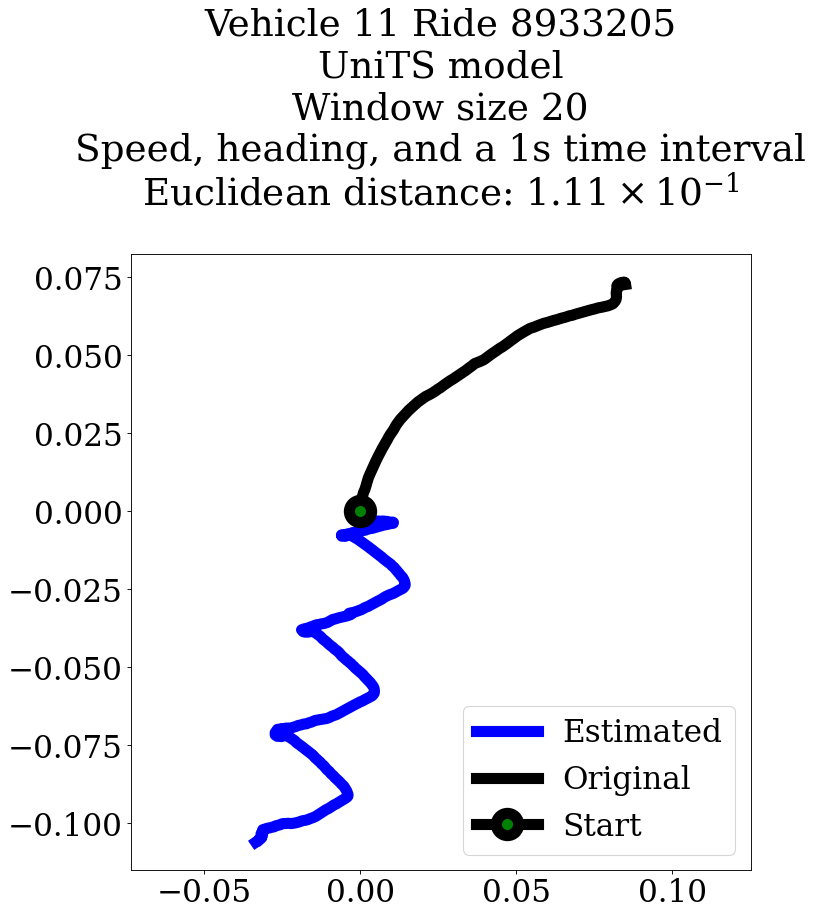 Vehicle 11 Ride 8933205
UniTS model
Window size 20
Speed, heading, and a 1s time interval
Euclidean distance: 1.11 × 10⁻¹
0.075
0.050
0.025
0.000
−0.025
−0.050
−0.075
−0.100
Estimated
Original
Start
−0.05 0.00 0.05 0.10